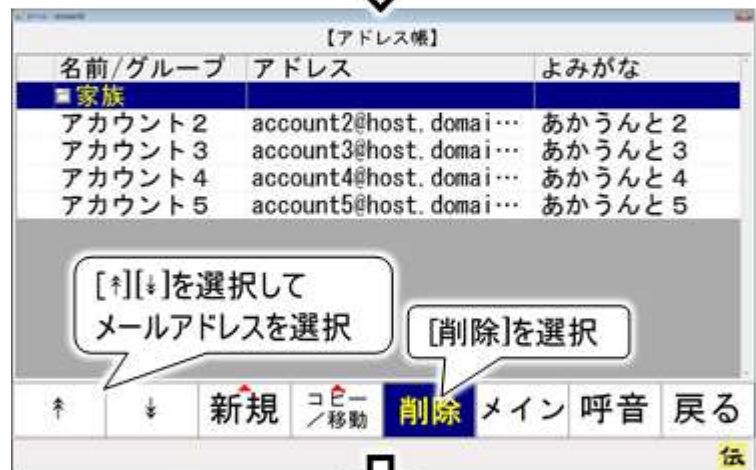 【アドレス帳】
名前/グループ アドレス よみがな
家族
アカウント2 account2@host.domai… あかうんと2
アカウント3 account3@host.domai… あかうんと3
アカウント4 account4@host.domai… あかうんと4
アカウント5 account5@host.domai… あかうんと5
[↟][↡]を選択して
メールアドレスを選択
[削除]を選択
↟ ↡ 新規 コピー/移動 削除 メイン 呼音 戻る
伝